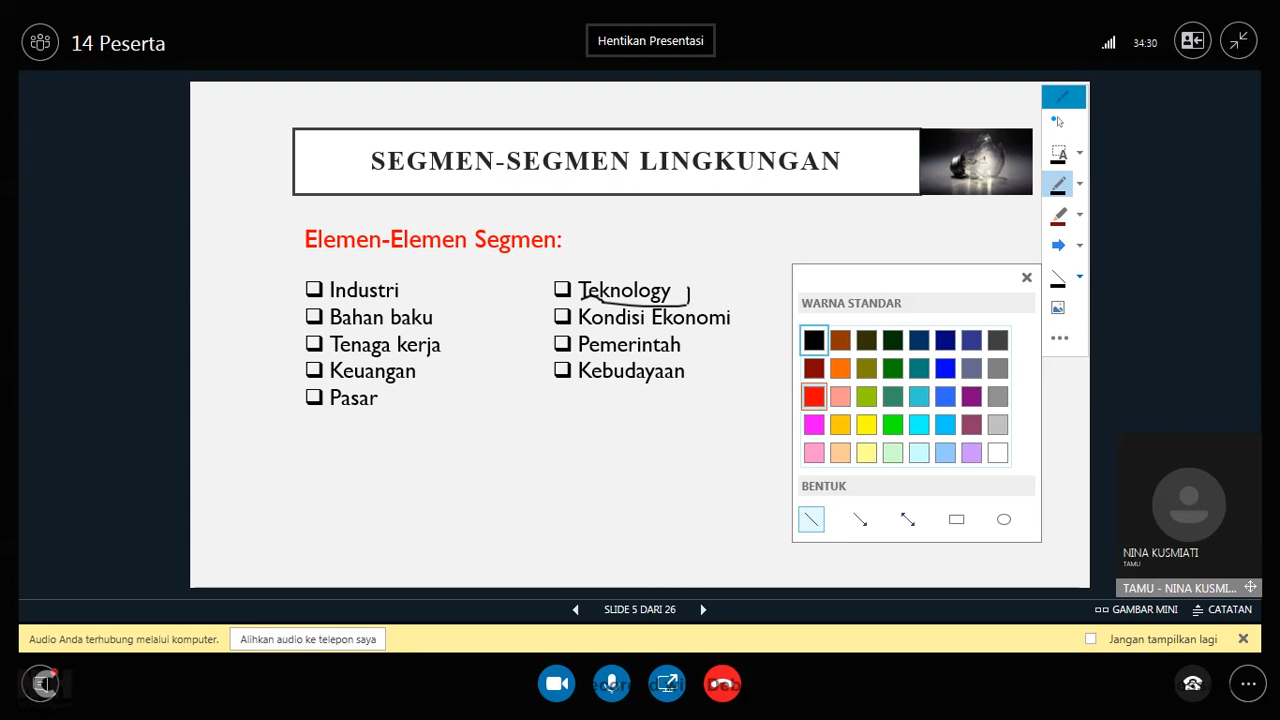 14 Peserta
Hentikan Presentasi
34:30
SEGMEN-SEGMEN LINGKUNGAN
Elemen-Elemen Segmen:
Industri
Bahan baku
Tenaga kerja
Keuangan
Pasar
Teknology
Kondisi Ekonomi
Pemerintah
Kebudayaan
A
WARNA STANDAR
BENTUK
NINA KUSMIATI
TAMU
TAMU - NINA KUSMI...
SLIDE 5 DARI 26
GAMBAR MINI
CATATAN
Audio Anda terhubung melalui komputer.
Alihkan audio ke telepon saya
Jangan tampilkan lagi